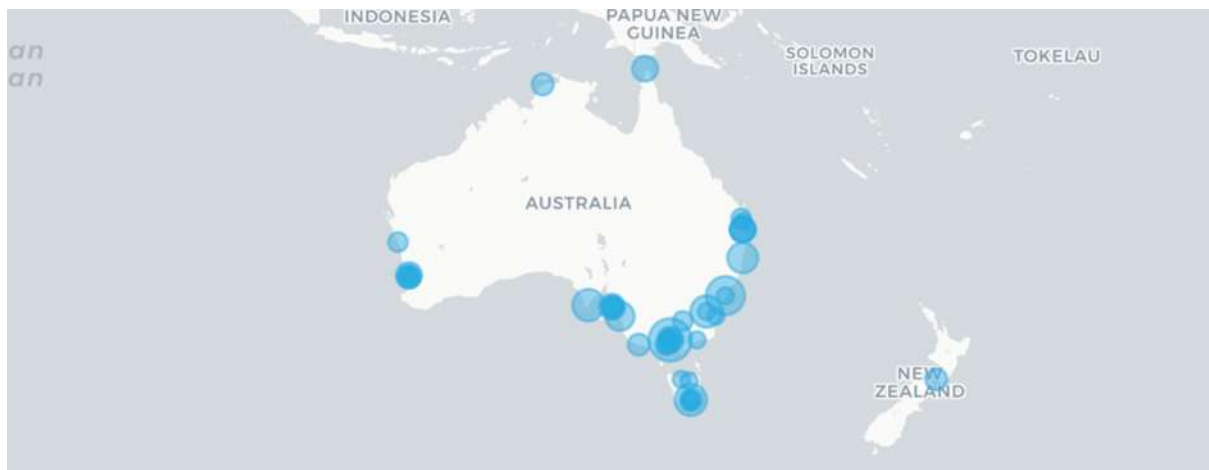 INDONESIA
PAPUA NEW
GUINEA
an
an
SOLOMON
ISLANDS
TOKELAU
AUSTRALIA
NEW
ZEALAND